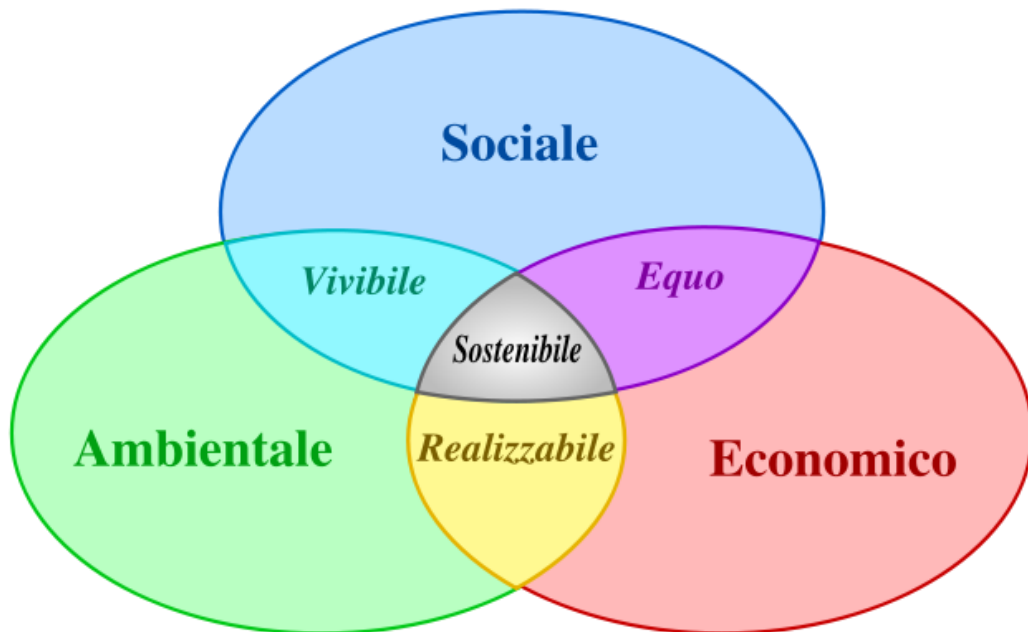 Sociale
Vivibile
Equo
Sostenibile
Ambientale
Realizzabile
Economico